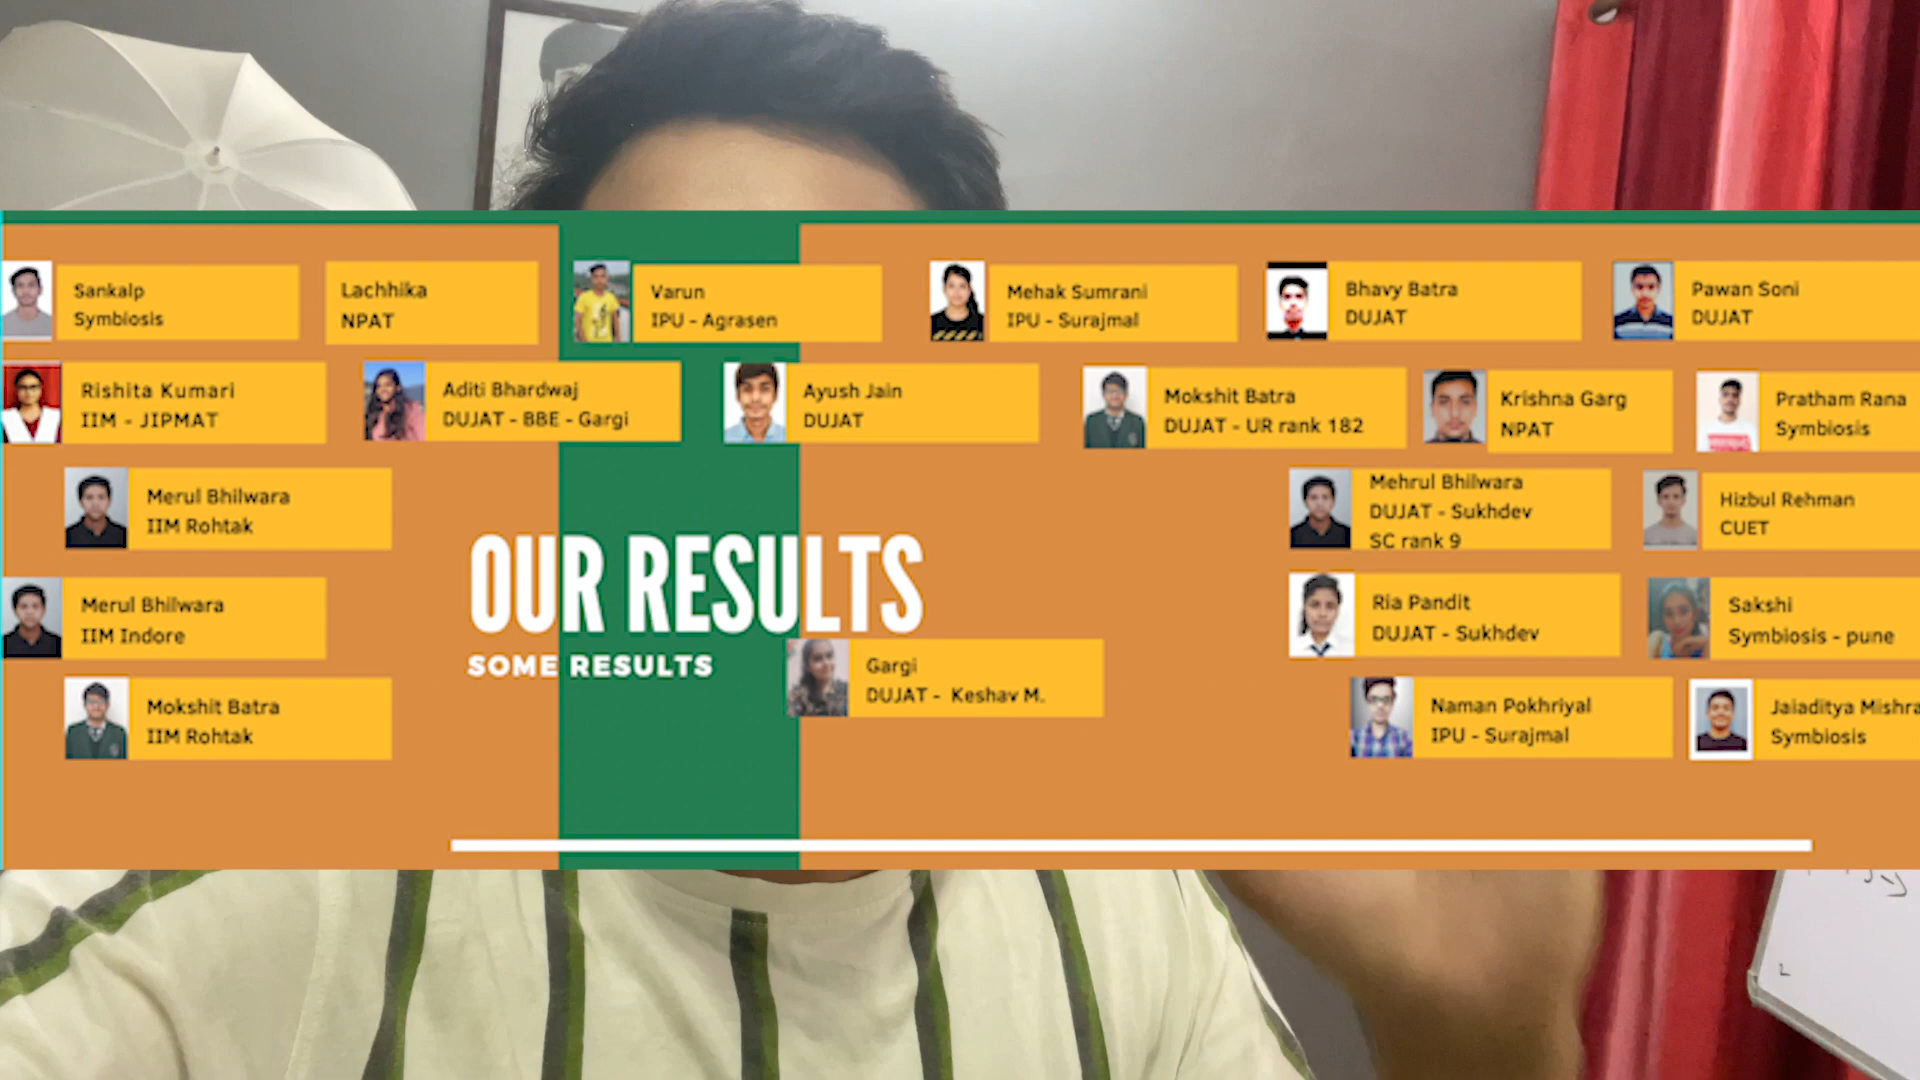 Sankalp
Symbiosis
Lachhika
NPAT
Varun
IPU - Agrasen
Mehak Sumrani
IPU - Surajmal
Bhavy Batra
DUJAT
Pawan Soni
DUJAT
Rishita Kumari
IIM - JIPMAT
Aditi Bhardwaj
DUJAT - BBE - Gargi
Ayush Jain
DUJAT
Mokshit Batra
DUJAT - UR rank 182
Krishna Garg
NPAT
Pratham Rana
Symbiosis
Merul Bhilwara
IIM Rohtak
Mehrul Bhilwara
DUJAT - Sukhdev
SC rank 9
Hizbul Rehman
CUET
OUR RESULTS
SOME RESULTS
Merul Bhilwara
IIM Indore
Ria Pandit
DUJAT - Sukhdev
Sakshi
Symbiosis - pune
Gargi
DUJAT - Keshav M.
Mokshit Batra
IIM Rohtak
Naman Pokhriyal
IPU - Surajmal
Jaiaditya Mishra
Symbiosis